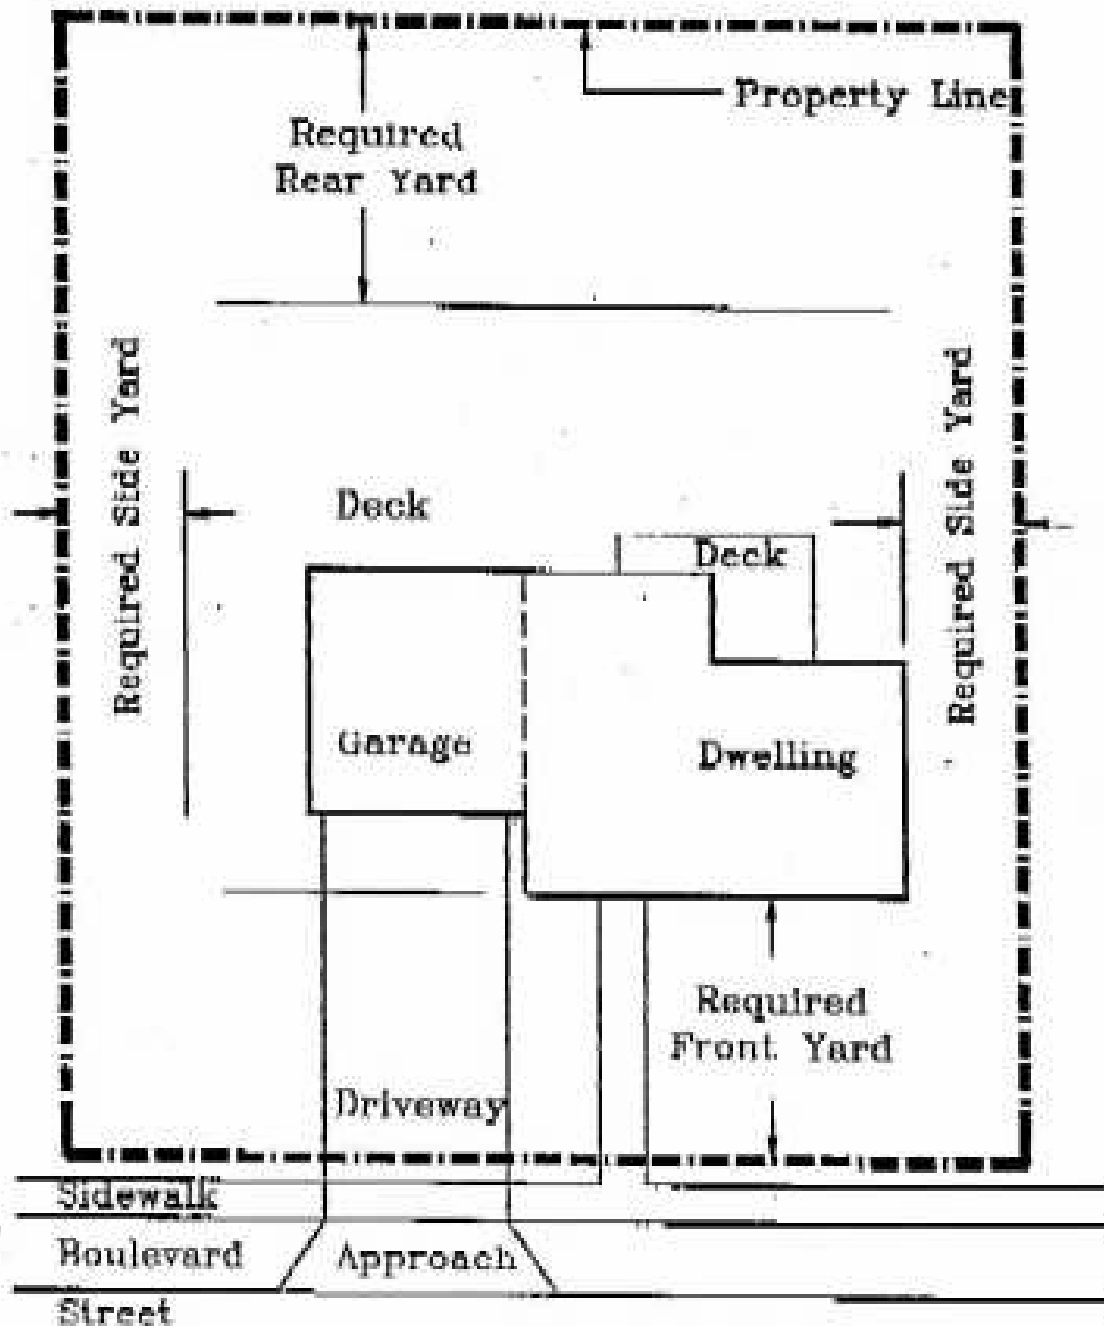 Property Line
Required
Rear Yard
Required Side Yard
Required Side Yard
Deck
Deck
Garage
Dwelling
Required
Front Yard
Driveway
Sidewalk
Boulevard
Approach
Street